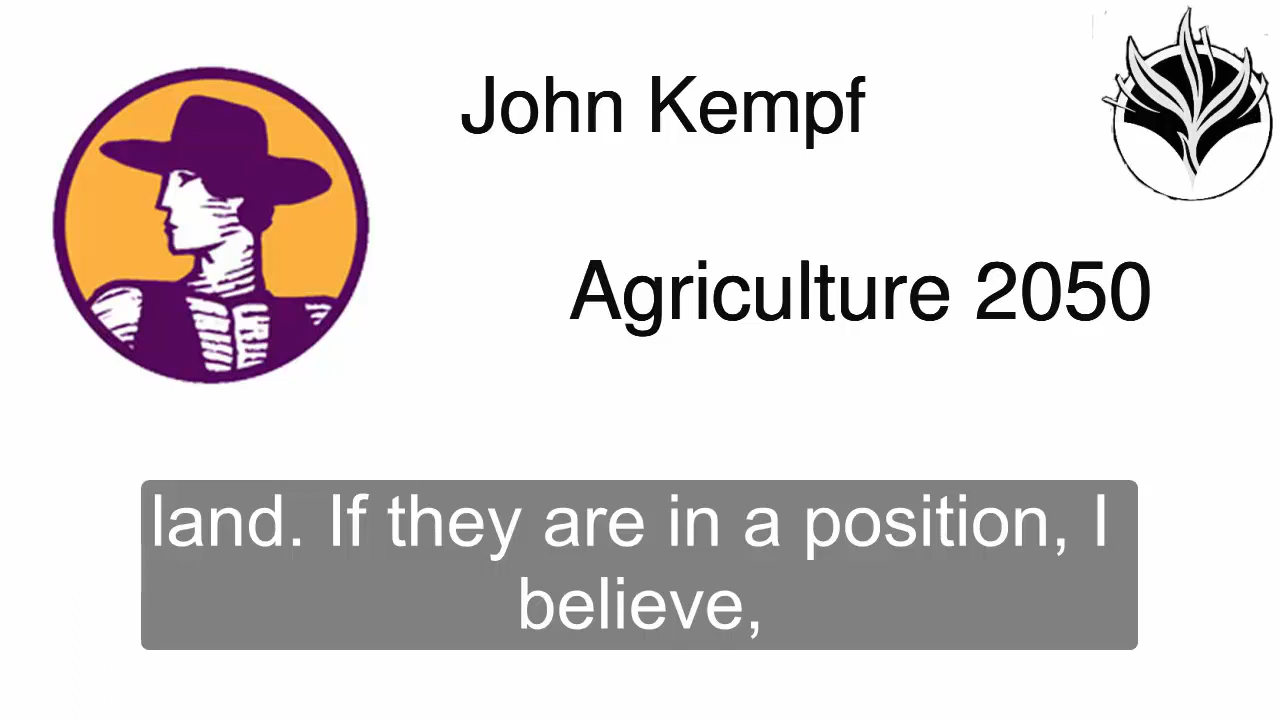 John Kempf
Agriculture 2050
land. If they are in a position, I
believe,